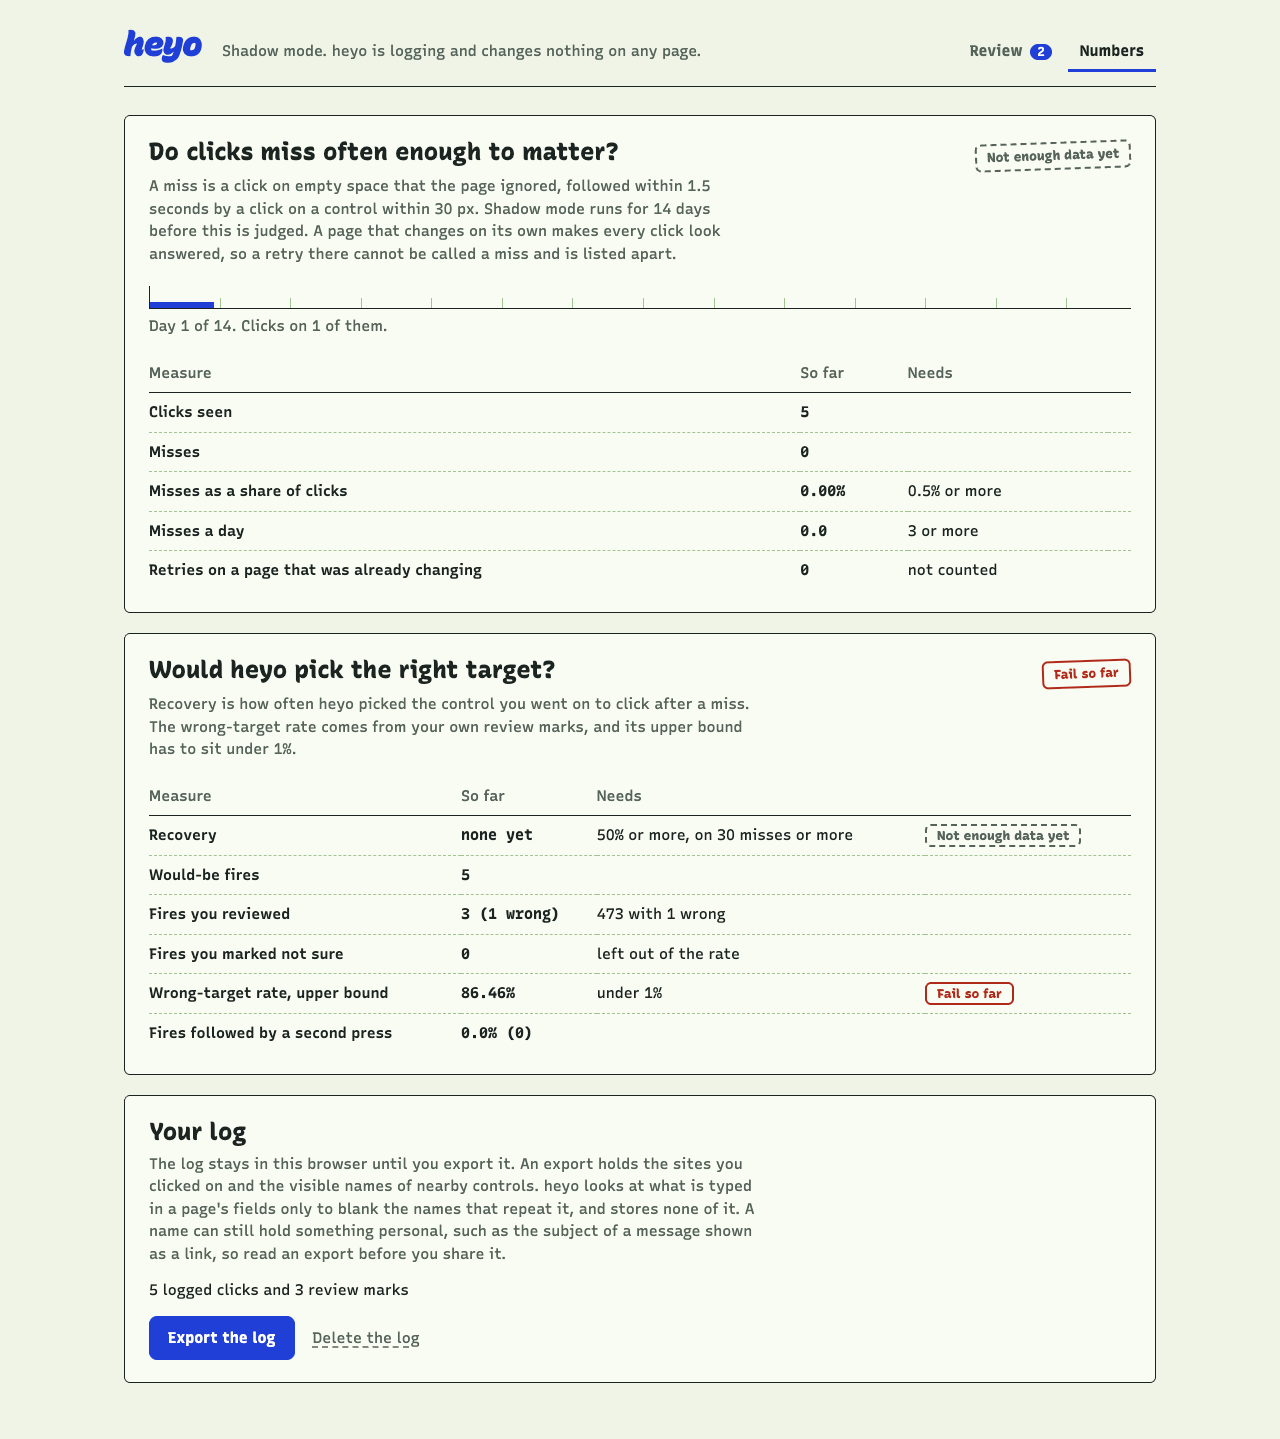 heyo
Shadow mode. heyo is logging and changes nothing on any page.
Review 2
Numbers
Do clicks miss often enough to matter?
Not enough data yet
A miss is a click on empty space that the page ignored, followed within 1.5
seconds by a click on a control within 30 px. Shadow mode runs for 14 days
before this is judged. A page that changes on its own makes every click look
answered, so a retry there cannot be called a miss and is listed apart.
Day 1 of 14. Clicks on 1 of them.
Measure So far Needs
Clicks seen 5
Misses 0
Misses as a share of clicks 0.00% 0.5% or more
Misses a day 0.0 3 or more
Retries on a page that was already changing 0 not counted
Would heyo pick the right target?
Fail so far
Recovery is how often heyo picked the control you went on to click after a miss.
The wrong-target rate comes from your own review marks, and its upper bound
has to sit under 1%.
Measure So far Needs
Recovery none yet 50% or more, on 30 misses or more Not enough data yet
Would-be fires 5
Fires you reviewed 3 (1 wrong) 473 with 1 wrong
Fires you marked not sure 0 left out of the rate
Wrong-target rate, upper bound 86.46% under 1% Fail so far
Fires followed by a second press 0.0% (0)
Your log
The log stays in this browser until you export it. An export holds the sites you
clicked on and the visible names of nearby controls. heyo looks at what is typed
in a page's fields only to blank the names that repeat it, and stores none of it. A
name can still hold something personal, such as the subject of a message shown
as a link, so read an export before you share it.
5 logged clicks and 3 review marks
Export the log
Delete the log